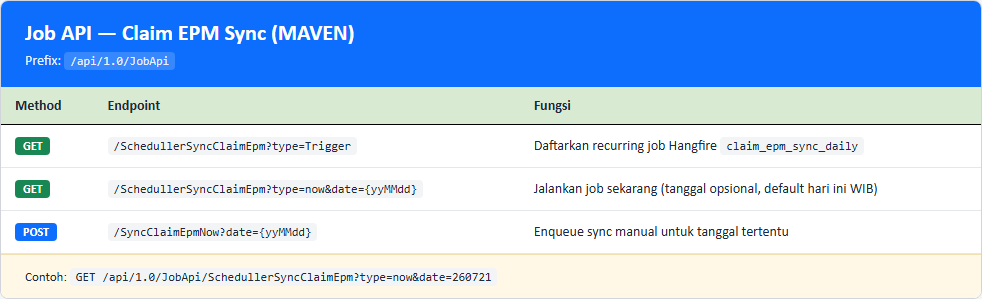 Job API — Claim EPM Sync (MAVEN)
Prefix: /api/1.0/JobApi
Method Endpoint Fungsi
GET /SchedullerSyncClaimEpm?type=Trigger Daftarkan recurring job Hangfire claim_epm_sync_daily
GET /SchedullerSyncClaimEpm?type=now&date={yyMMdd} Jalankan job sekarang (tanggal opsional, default hari ini WIB)
POST /SyncClaimEpmNow?date={yyMMdd} Enqueue sync manual untuk tanggal tertentu
Contoh: GET /api/1.0/JobApi/SchedullerSyncClaimEpm?type=now&date=260721